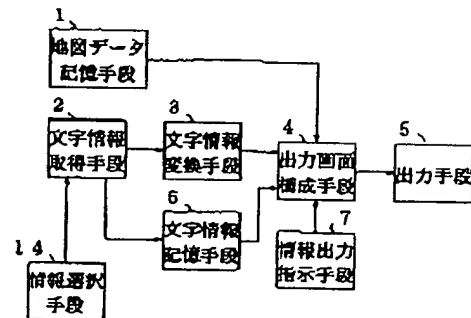 1
地図データ
記憶手段
2
文字情報
取得手段
3
文字情報
変換手段
4
出力画面
構成手段
5
出力手段
6
文字情報
記憶手段
7
情報出力
指示手段
14
情報選択
手段